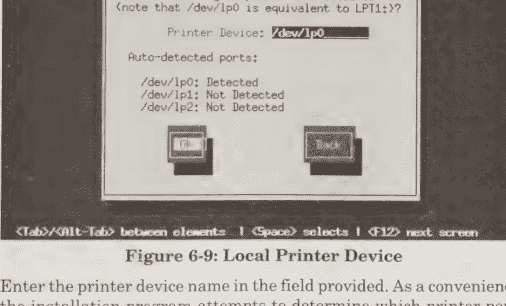 (note that /dev/lp0 is equivalent to LPT1:)?
Printer Device: /dev/lp0
Auto-detected ports:
/dev/lp0: Detected
/dev/lp1: Not Detected
/dev/lp2: Not Detected
Ok Back
<Tab>/<Alt-Tab> between elements | <Space> selects | <F12> next screen
Figure 6-9: Local Printer Device
Enter the printer device name in the field provided. As a convenienc
the installation program attempts to determine which printer por